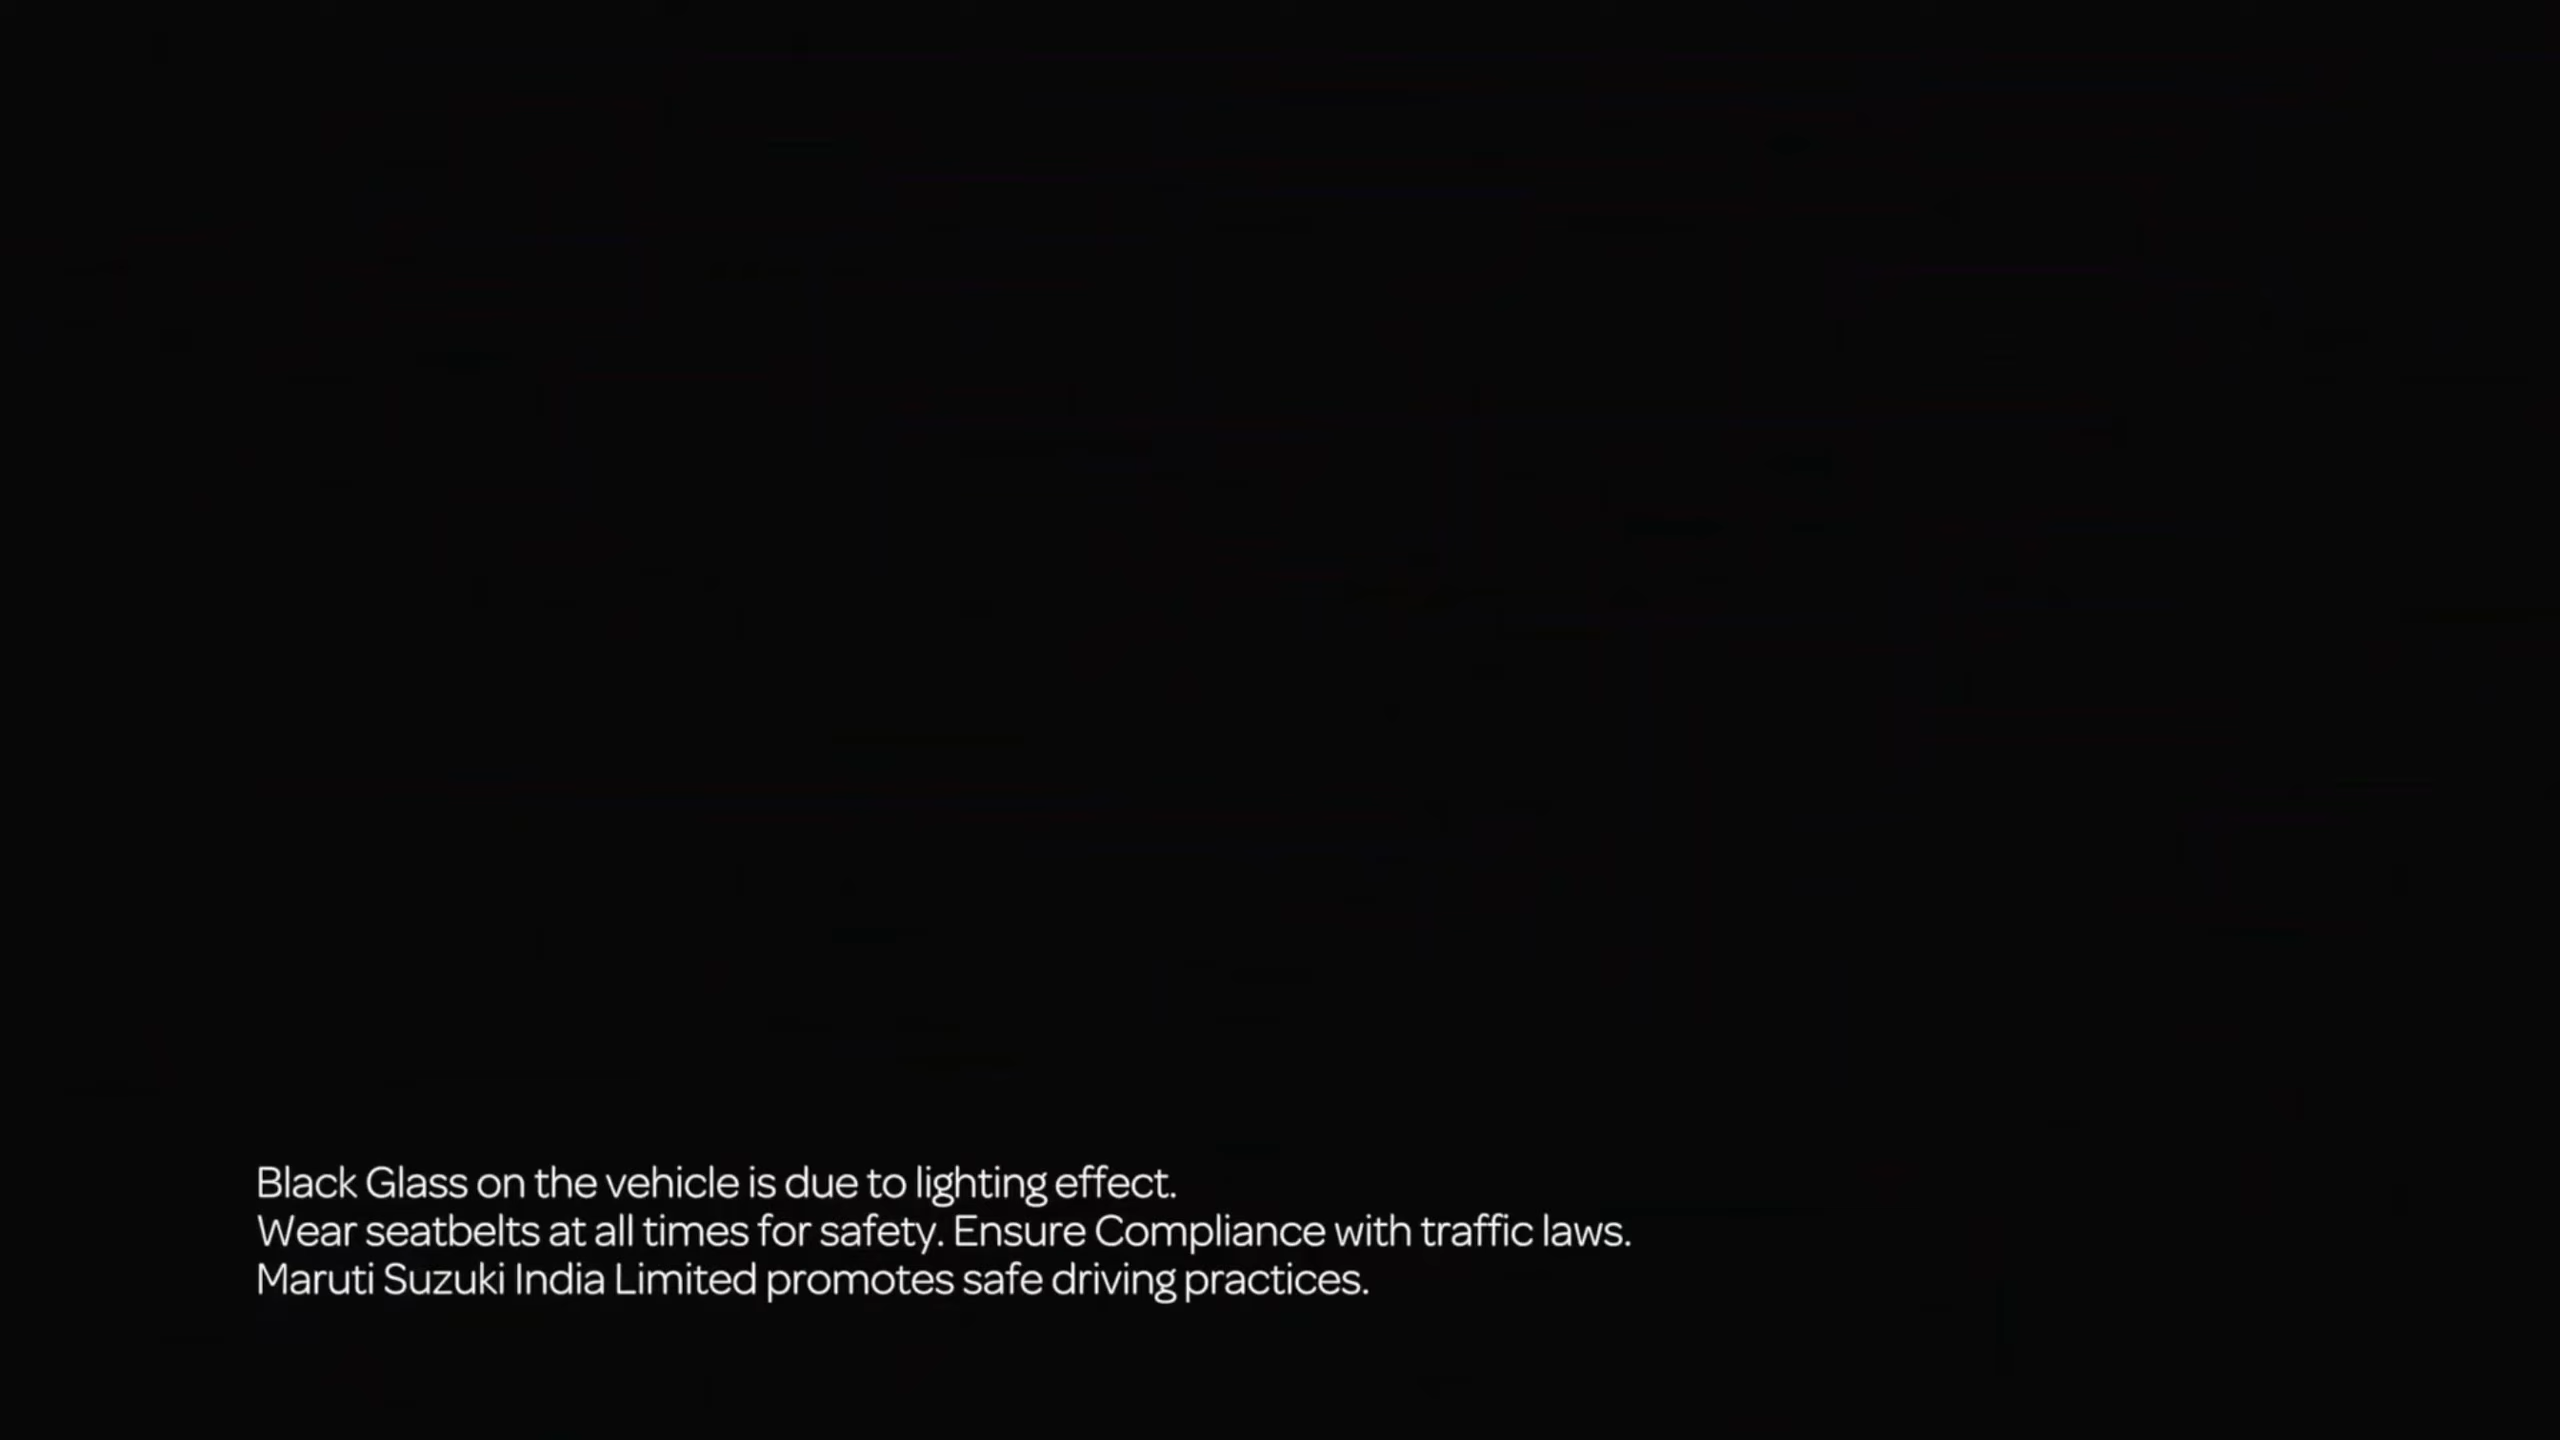 Black Glass on the vehicle is due to lighting effect.
Wear seatbelts at all times for safety. Ensure Compliance with traffic laws.
Maruti Suzuki India Limited promotes safe driving practices.